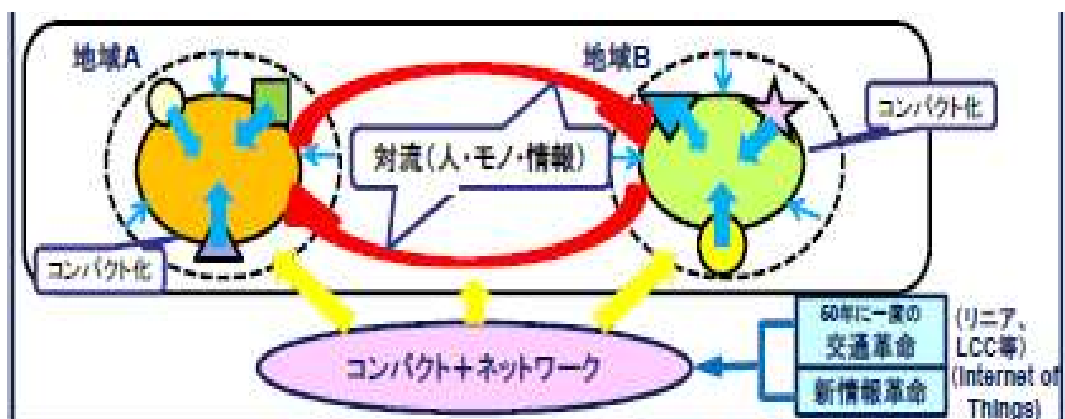 地域A
地域B
コンパクト化
対流(人・モノ・情報)
コンパクト化
コンパクト+ネットワーク
60年に一度の
交通革命
新情報革命
(リニア、
LCC等)
(Internet of
Things)